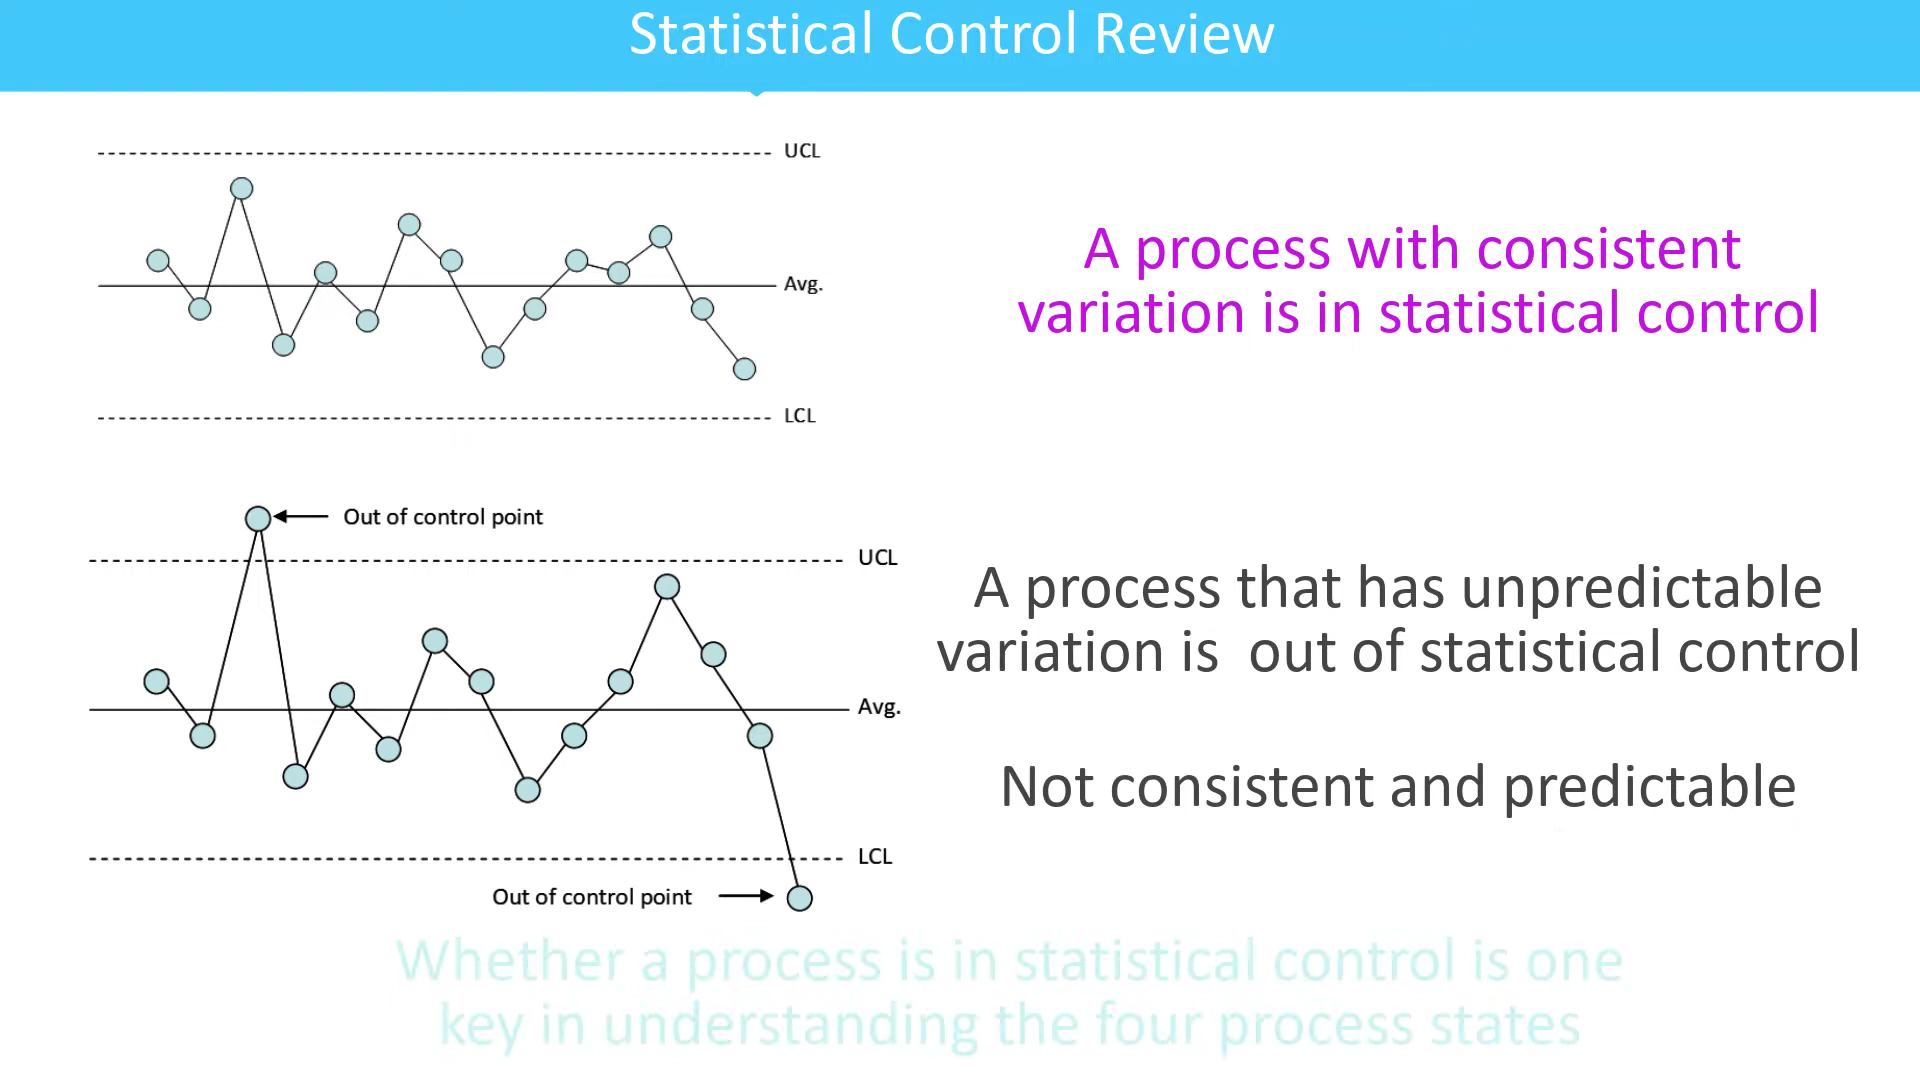 Statistical Control Review
UCL
Avg.
LCL
A process with consistent
variation is in statistical control
Out of control point
UCL
Avg.
LCL
Out of control point
A process that has unpredictable
variation is  out of statistical control
Not consistent and predictable
Whether a process is in statistical control is one
key in understanding the four process states